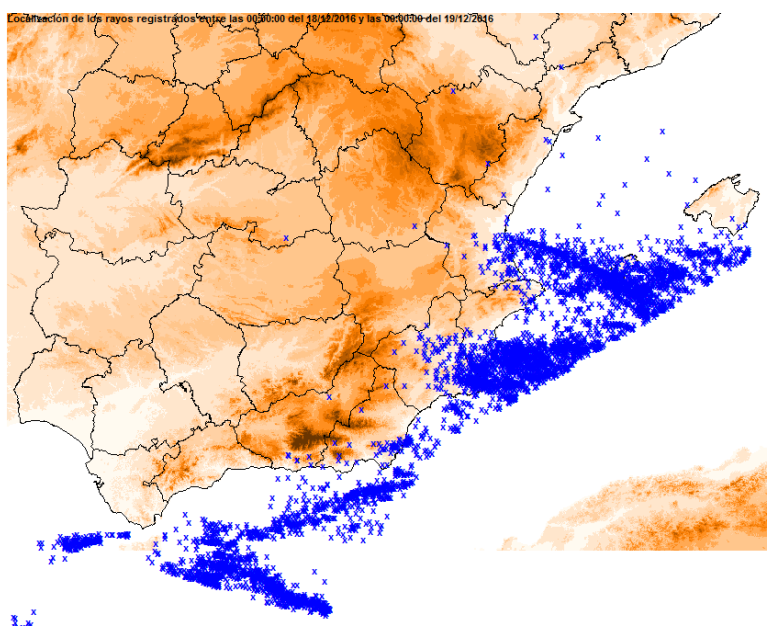 Localización de los rayos registrados entre las 00:00:00 del 18/12/2016 y las 00:00:00 del 19/12/2016